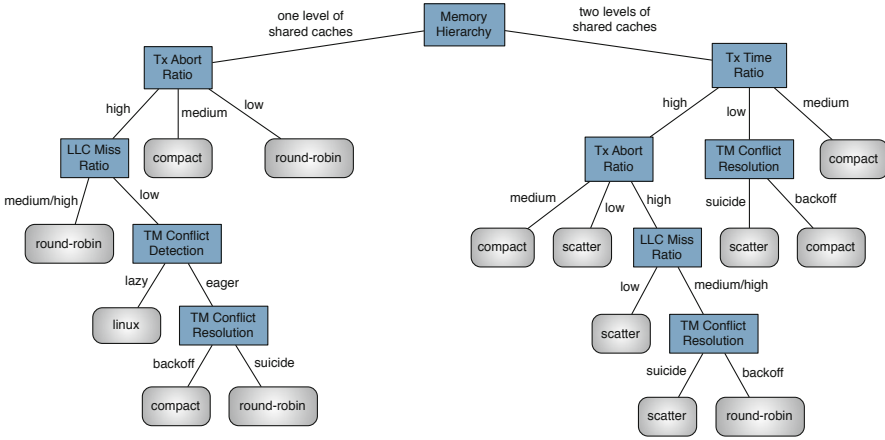 one level of
shared caches
Memory
Hierarchy
two levels of
shared caches
Tx Abort
Ratio
Tx Time
Ratio
high
medium
low
high
low
medium
LLC Miss
Ratio
compact
round-robin
Tx Abort
Ratio
TM Conflict
Resolution
compact
medium/high
low
medium
low
high
suicide
backoff
round-robin
TM Conflict
Detection
compact
scatter
LLC Miss
Ratio
scatter
compact
lazy
eager
low
medium/high
linux
TM Conflict
Resolution
scatter
TM Conflict
Resolution
backoff
suicide
suicide
backoff
compact
round-robin
scatter
round-robin